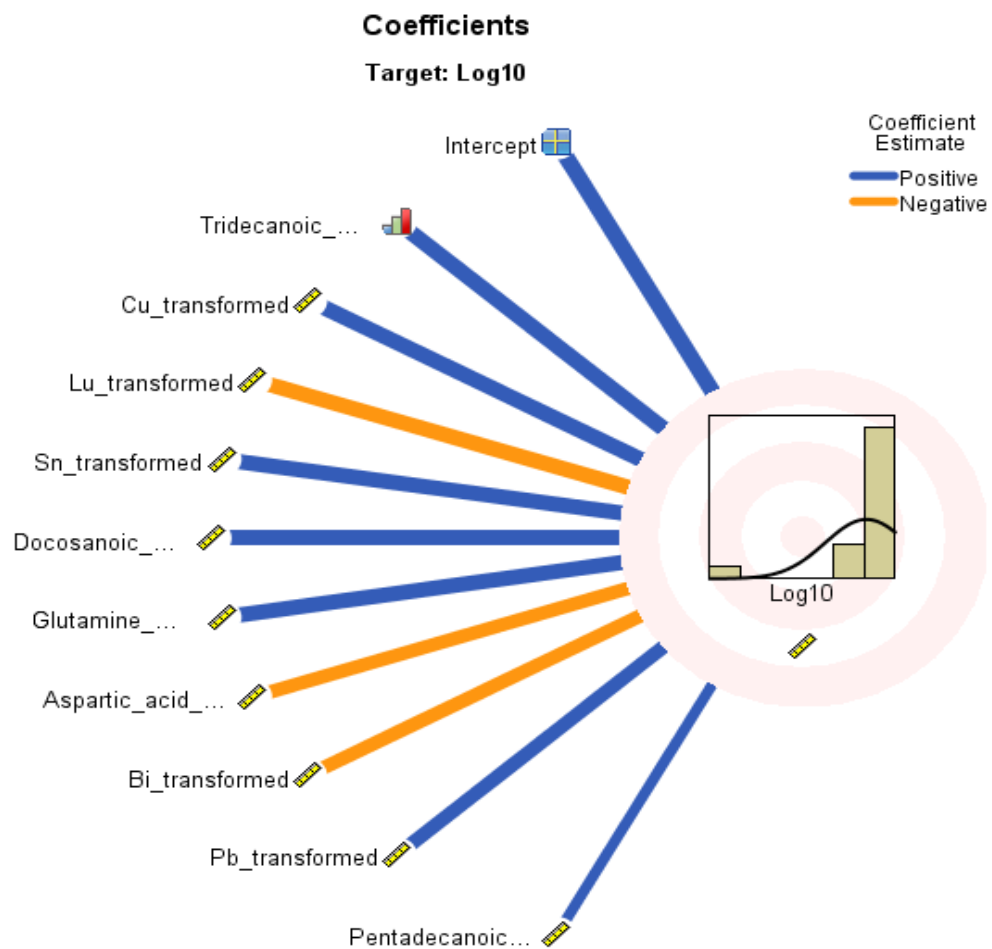 Coefficients
Target: Log10
Coefficient
Estimate
Positive
Negative
Intercept
Tridecanoic_...
Cu_transformed
Lu_transformed
Sn_transformed
Docosanoic_...
Glutamine_...
Aspartic_acid_...
Bi_transformed
Pb_transformed
Pentadecanoic...
Log10